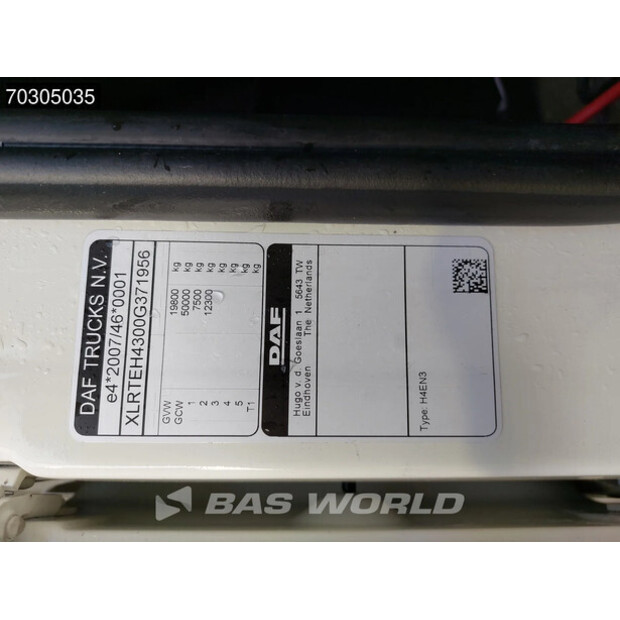 70305035
DAF TRUCKS N.V.
e4*2007/46*0001
XLRTEH4300G371956
GVW 19800 kg
GCW 50000 kg
1 7500 kg
2 12300 kg
3 kg
4 kg
5 kg
T1 kg
DAF
Hugo v. d. Goeslaan 1 5643 TW
Eindhoven The Netherlands
Type: H4EN3
BAS WORLD